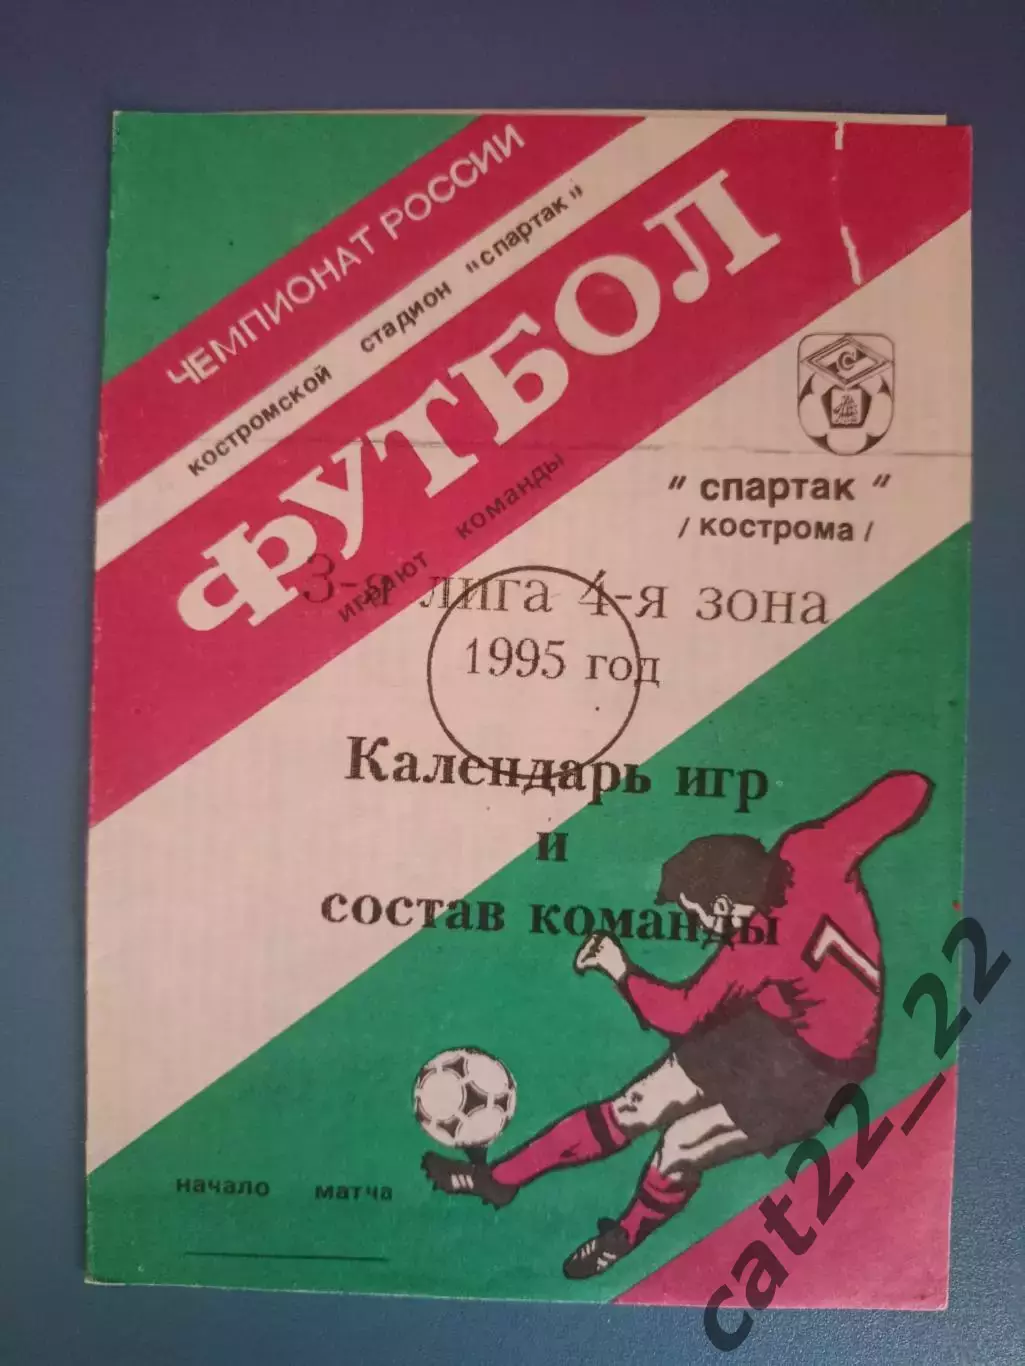 ЧЕМПИОНАТ РОССИИ
костромской стадион "спартак"
ФУТБОЛ
играют команды
" спартак "
/ кострома /
3-я лига 4-я зона
1995 год
Календарь игр
и
состав команды
7
начало матча
cat22_22